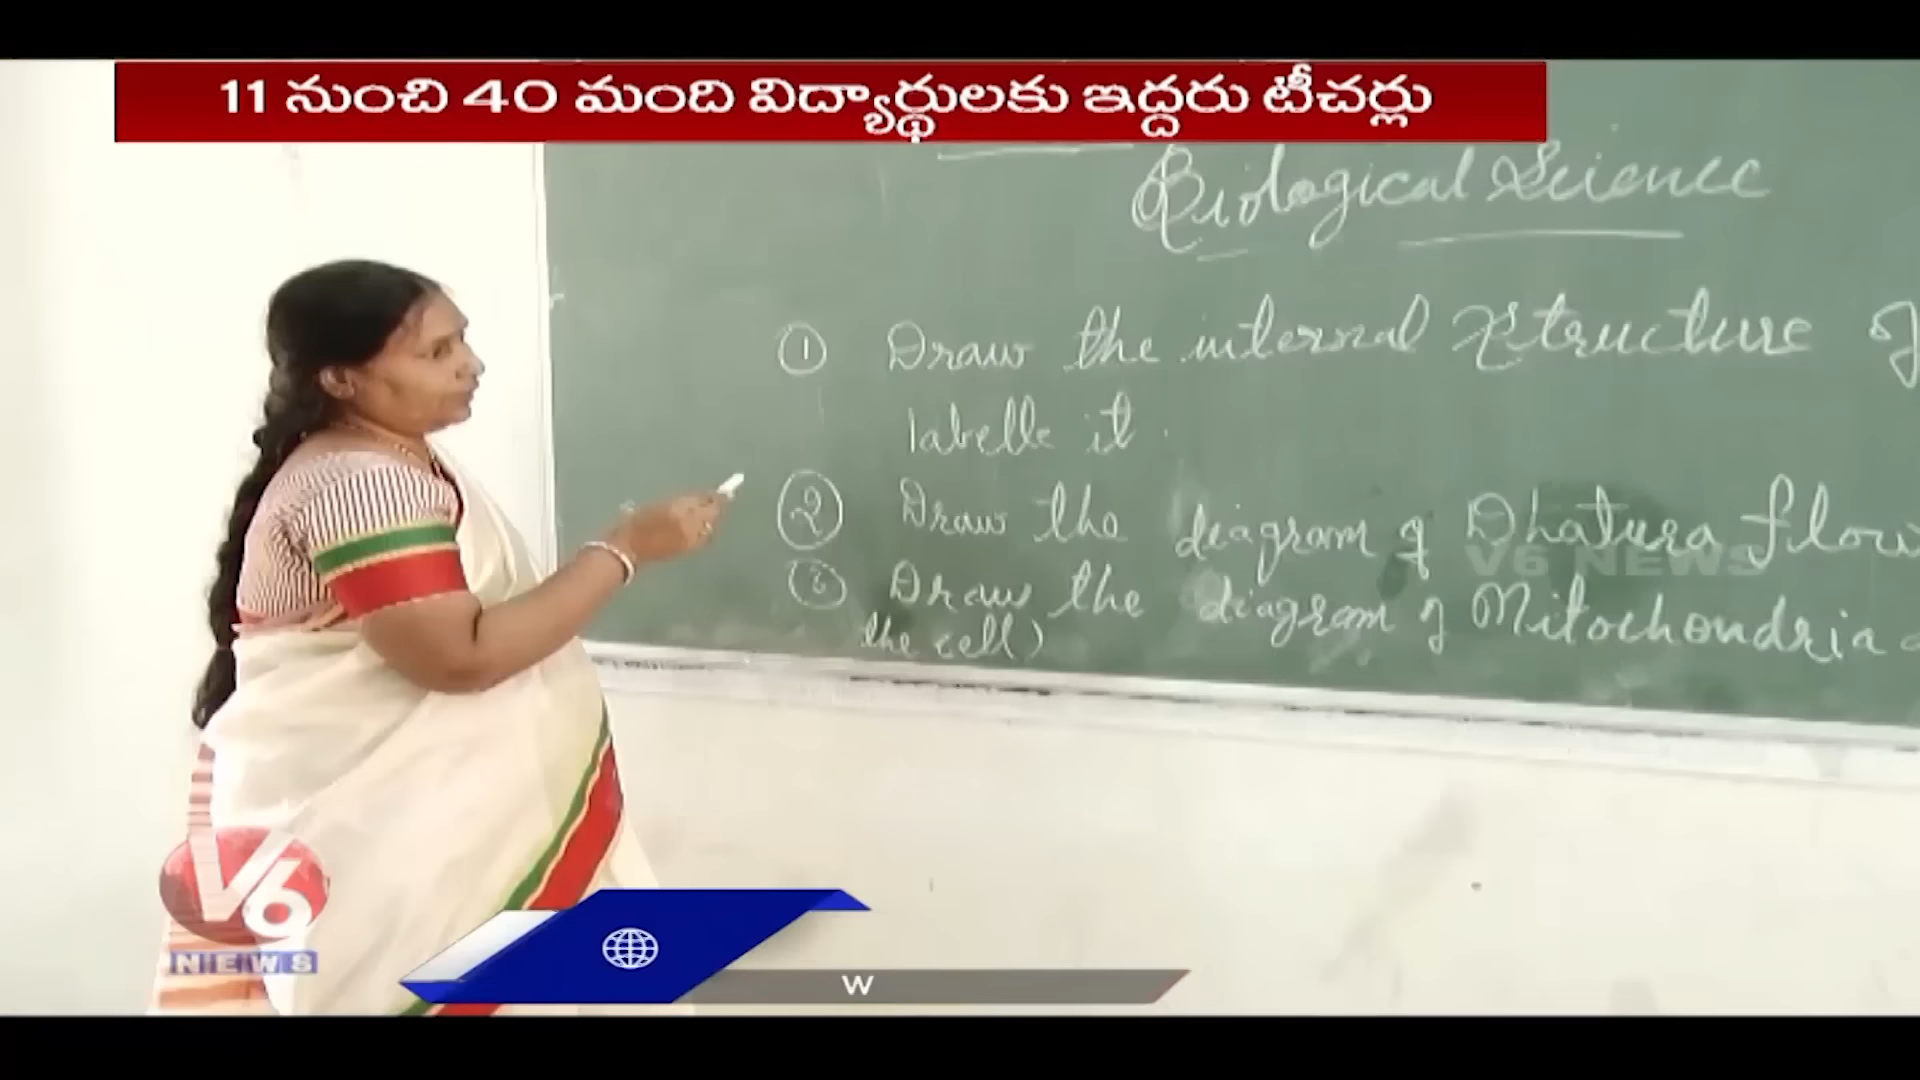 11 నుంచి 40 మంది విద్యార్థులకు ఇద్దరు టీచర్లు
Biological Science
① Draw the internal structure of
labelle it.
② Draw the diagram of Dhatura flow
③ Draw the diagram of Mitochondria
the cell)
V6 NEWS
V6
NEWS
W